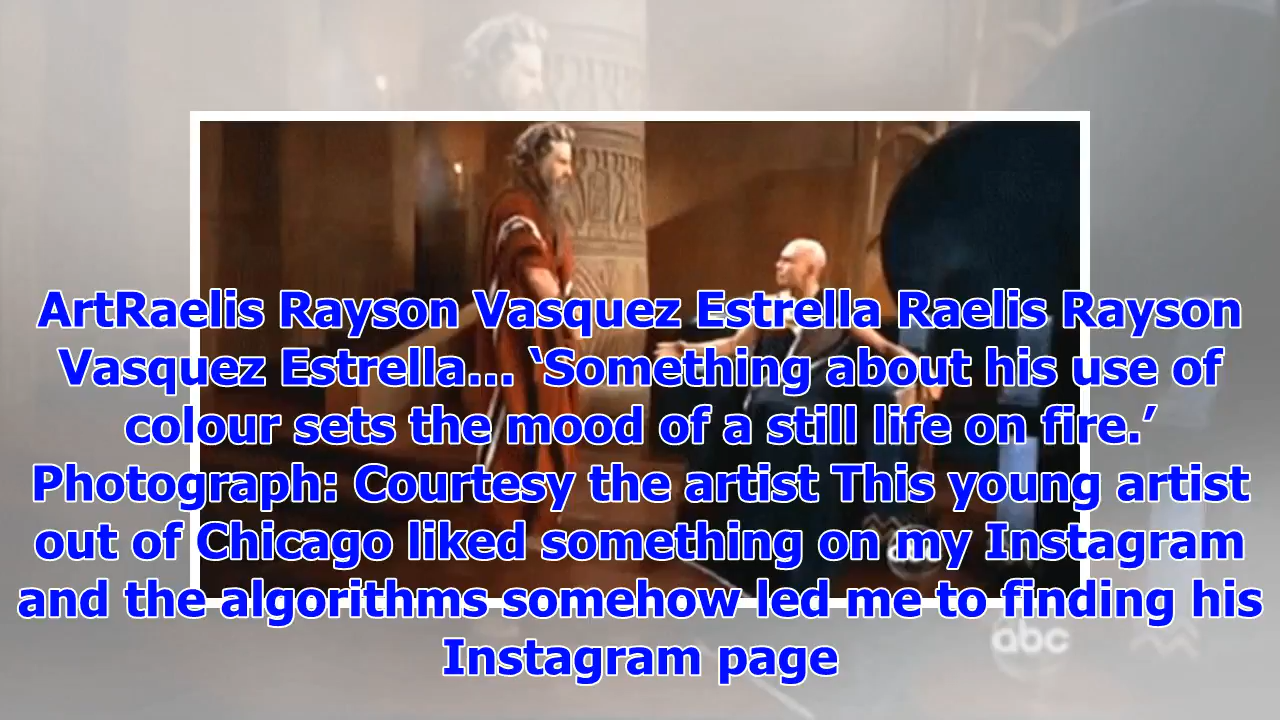 ArtRaelis Rayson Vasquez Estrella Raelis Rayson
Vasquez Estrella... ‘Something about his use of
colour sets the mood of a still life on fire.’
Photograph: Courtesy the artist This young artist
out of Chicago liked something on my Instagram
and the algorithms somehow led me to finding his
Instagram page
abc
abc